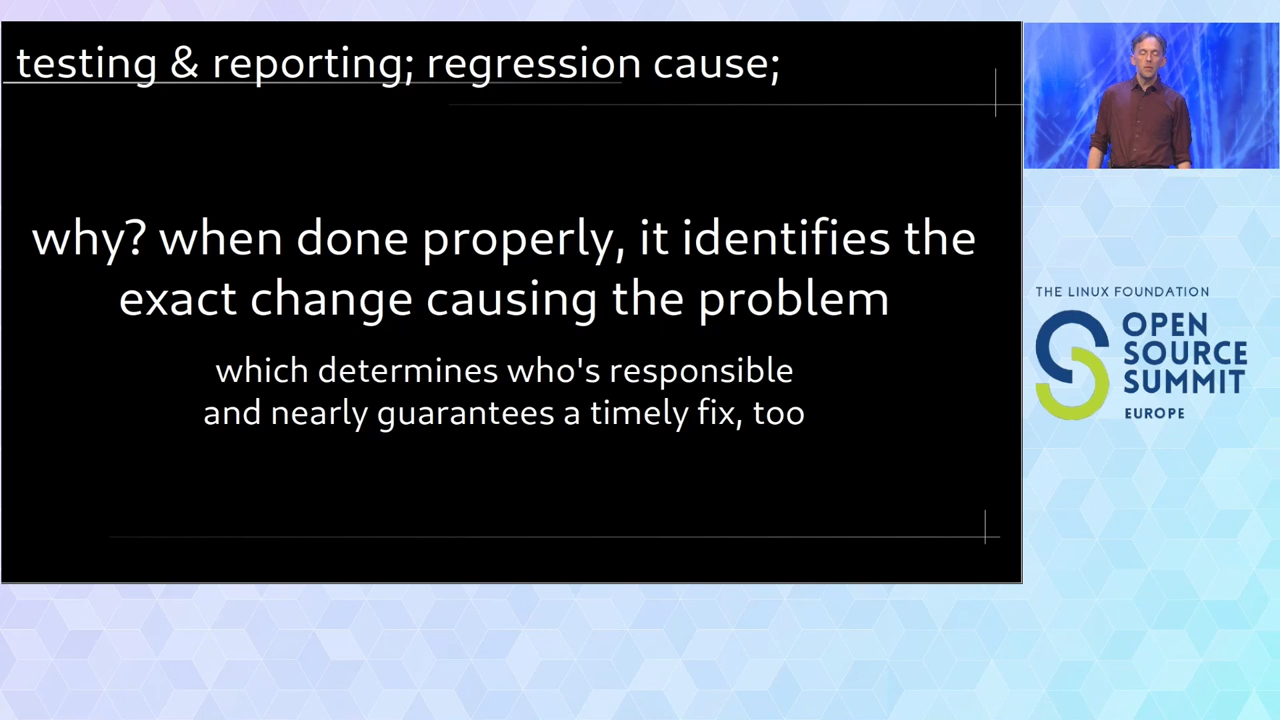 testing & reporting; regression cause;
why? when done properly, it identifies the
exact change causing the problem
which determines who's responsible
and nearly guarantees a timely fix, too
THE LINUX FOUNDATION
OPEN
SOURCE
SUMMIT
EUROPE